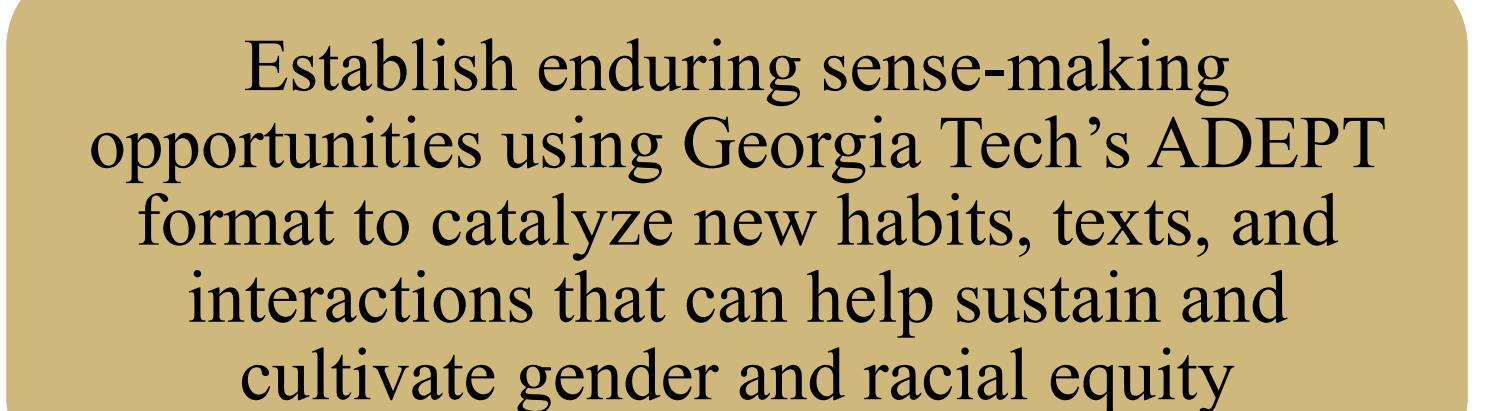 Establish enduring sense-making
opportunities using Georgia Tech’s ADEPT
format to catalyze new habits, texts, and
interactions that can help sustain and
cultivate gender and racial equity